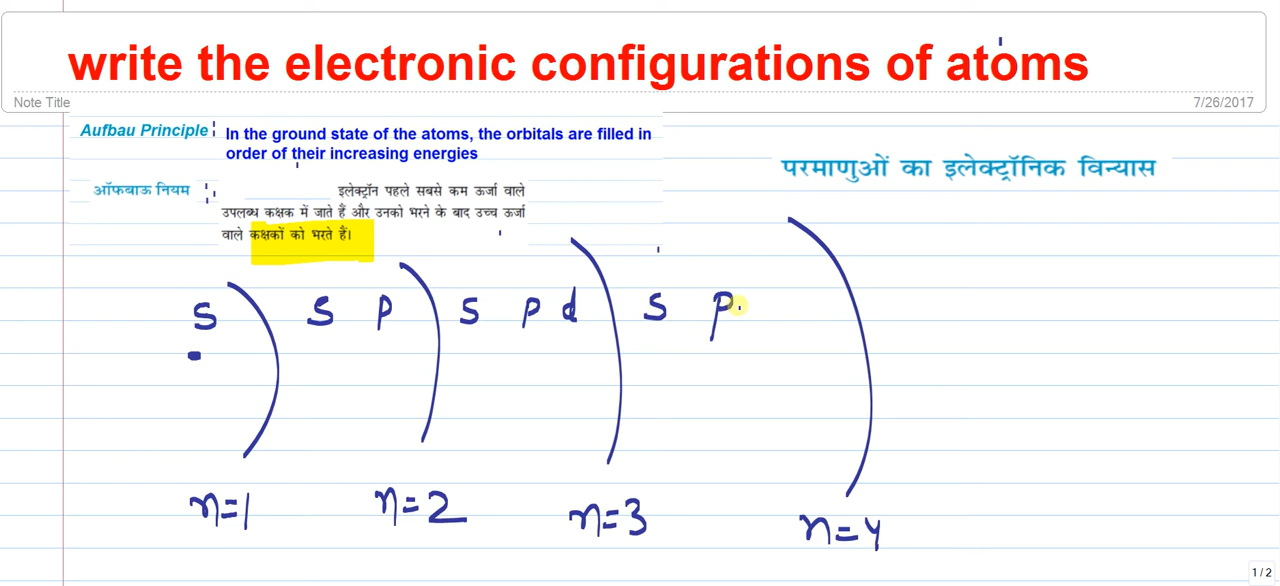 write the electronic configurations of atoms
Note Title
7/26/2017
Aufbau Principle
In the ground state of the atoms, the orbitals are filled in
order of their increasing energies
परमाणुओं का इलेक्ट्रॉनिक विन्यास
ऑफबाऊ नियम
इलेक्ट्रॉन पहले सबसे कम ऊर्जा वाले
उपलब्ध कक्षक में जाते हैं और उनको भरने के बाद उच्च ऊर्जा
वाले कक्षकों को भरते हैं।
s s p s p d s p
n=1 n=2 n=3 n=4
1 / 2